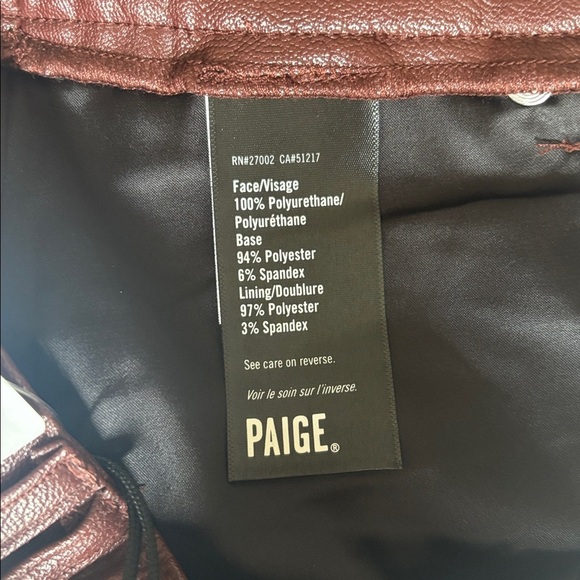 RN#27002 CA#51217
Face/Visage
100% Polyurethane/
Polyuréthane
Base
94% Polyester
6% Spandex
Lining/Doublure
97% Polyester
3% Spandex
See care on reverse.
Voir le soin sur l'inverse.
PAIGE®